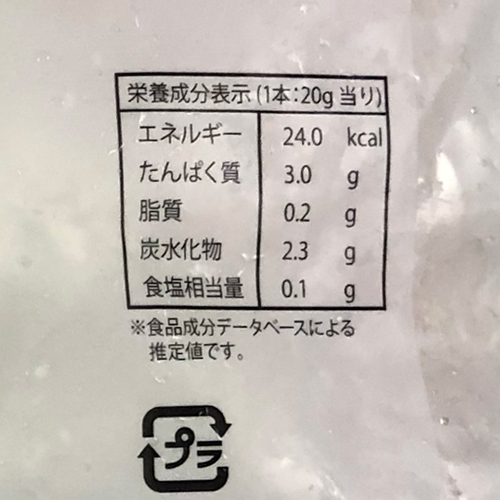 栄養成分表示(1本:20g当り)
エネルギー 24.0 kcal
たんぱく質 3.0 g
脂質 0.2 g
炭水化物 2.3 g
食塩相当量 0.1 g
※食品成分データベースによる
推定値です。
プラ